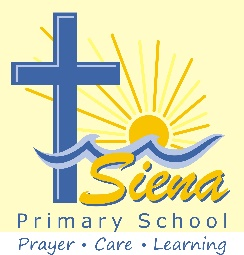 Siena
Primary School
Prayer • Care • Learning